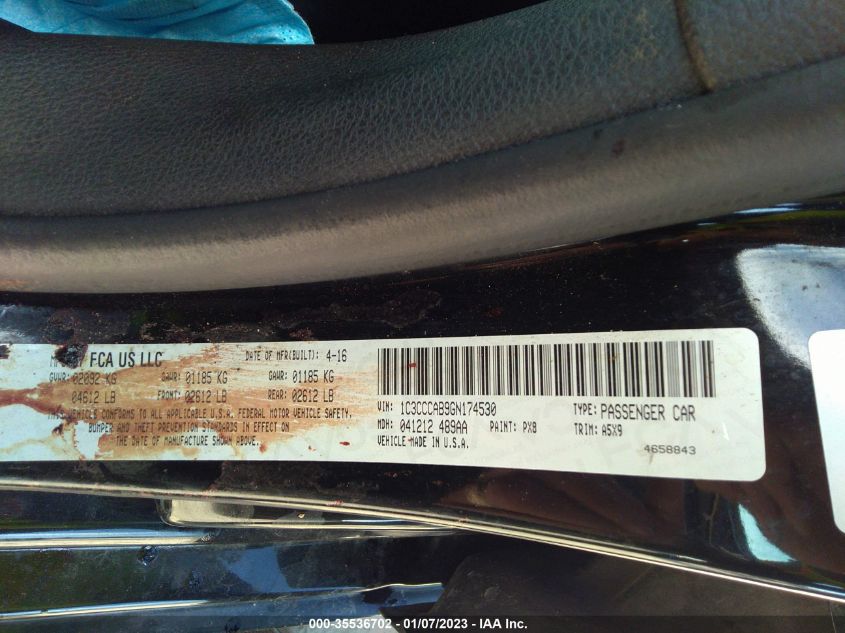 FCA US LLC DATE OF MFR(BUILT): 4-16
GVWR: 02092 KG GAWR: 01185 KG GAWR: 01185 KG
04612 LB FRONT: 02612 LB REAR: 02612 LB
THIS VEHICLE CONFORMS TO ALL APPLICABLE U.S.A. FEDERAL MOTOR VEHICLE SAFETY,
BUMPER AND THEFT PREVENTION STANDARDS IN EFFECT ON
THE DATE OF MANUFACTURE SHOWN ABOVE.
VIN: 1C3CCCAB9GN174530 TYPE: PASSENGER CAR
MDH: 041212 489AA PAINT: PX8 TRIM: A5X9
VEHICLE MADE IN U.S.A.
4658843
000-35536702 - 01/07/2023 - IAA Inc.